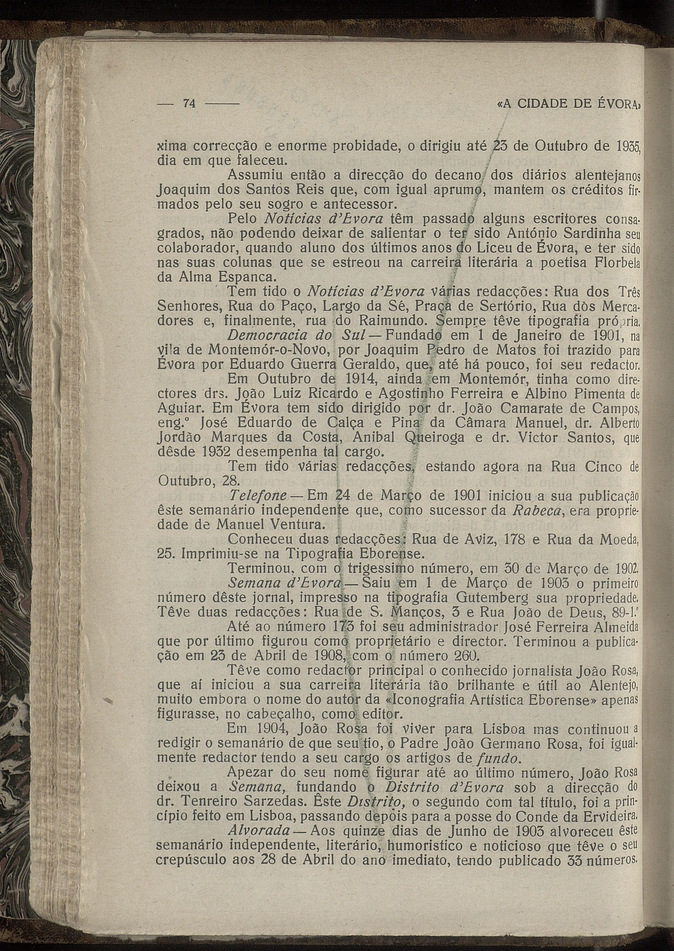 — 74 —— «A CIDADE DE ÉVORA»
xima correcção e enorme probidade, o dirigiu até 23 de Outubro de 1935,
dia em que faleceu.
Assumiu então a direcção do decano dos diários alentejanos
Joaquim dos Santos Reis que, com igual aprumo, mantem os créditos fir-
mados pelo seu sogro e antecessor.
Pelo Notícias d'Evora têm passado alguns escritores consa-
grados, não podendo deixar de salientar o ter sido António Sardinha seu
colaborador, quando aluno dos últimos anos do Liceu de Évora, e ter sido
nas suas colunas que se estreou na carreira literária a poetisa Florbela
da Alma Espanca.
Tem tido o Notícias d'Evora várias redacções: Rua dos Três
Senhores, Rua do Paço, Largo da Sé, Praça de Sertório, Rua dos Merca-
dores e, finalmente, rua do Raimundo. Sempre têve tipografia própria.
Democracia do Sul — Fundado em 1 de Janeiro de 1901, na
vila de Montemór-o-Novo, por Joaquim Pedro de Matos foi trazido para
Évora por Eduardo Guerra Geraldo, que, até há pouco, foi seu redactor.
Em Outubro de 1914, ainda em Montemór, tinha como dire-
ctores drs. João Luiz Ricardo e Agostinho Ferreira e Albino Pimenta de
Aguiar. Em Évora tem sido dirigido por dr. João Camarate de Campos,
eng.º José Eduardo de Calça e Pina da Câmara Manuel, dr. Alberto
Jordão Marques da Costa, Anibal Queiroga e dr. Victor Santos, que
dêsde 1932 desempenha tal cargo.
Tem tido várias redacções, estando agora na Rua Cinco de
Outubro, 28.
Telefone — Em 24 de Março de 1901 iniciou a sua publicação
êste semanário independente que, como sucessor da Rabeca, era proprie-
dade de Manuel Ventura.
Conheceu duas redacções: Rua de Aviz, 178 e Rua da Moeda,
25. Imprimiu-se na Tipografia Eborense.
Terminou, com o trigessimo número, em 30 de Março de 1902.
Semana d'Evora — Saiu em 1 de Março de 1903 o primeiro
número dêste jornal, impresso na tipografia Gutemberg sua propriedade.
Têve duas redacções: Rua de S. Manços, 3 e Rua João de Deus, 89-1.º
Até ao número 173 foi seu administrador José Ferreira Almeida
que por último figurou como proprietário e director. Terminou a publica-
ção em 23 de Abril de 1908, com o número 260.
Têve como redactor principal o conhecido jornalista João Rosa,
que aí iniciou a sua carreira literária tão brilhante e útil ao Alentejo,
muito embora o nome do autor da «Iconografia Artística Eborense» apenas
figurasse, no cabeçalho, como editor.
Em 1904, João Rosa foi viver para Lisboa mas continuou a
redigir o semanário de que seu tio, o Padre João Germano Rosa, foi igual-
mente redactor tendo a seu cargo os artigos de fundo.
Apezar do seu nome figurar até ao último número, João Rosa
deixou a Semana, fundando o Distrito d'Evora sob a direcção do
dr. Tenreiro Sarzedas. Êste Distrito, o segundo com tal título, foi a prin-
cípio feito em Lisboa, passando depois para a posse do Conde da Ervideira.
Alvorada — Aos quinze dias de Junho de 1903 alvoreceu êste
semanário independente, literário, humoristico e noticioso que têve o seu
crepúsculo aos 28 de Abril do ano imediato, tendo publicado 33 números.